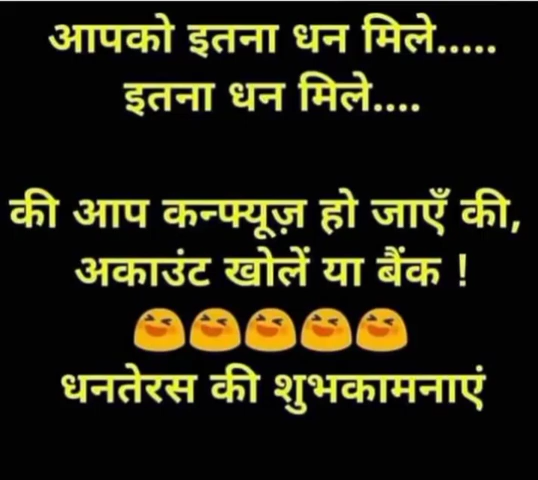 आपको इतना धन मिले.....
इतना धन मिले....
की आप कन्फ्यूज़ हो जाएँ की,
अकाउंट खोलें या बैंक !
😆😆😆😆😆
धनतेरस की शुभकामनाएं